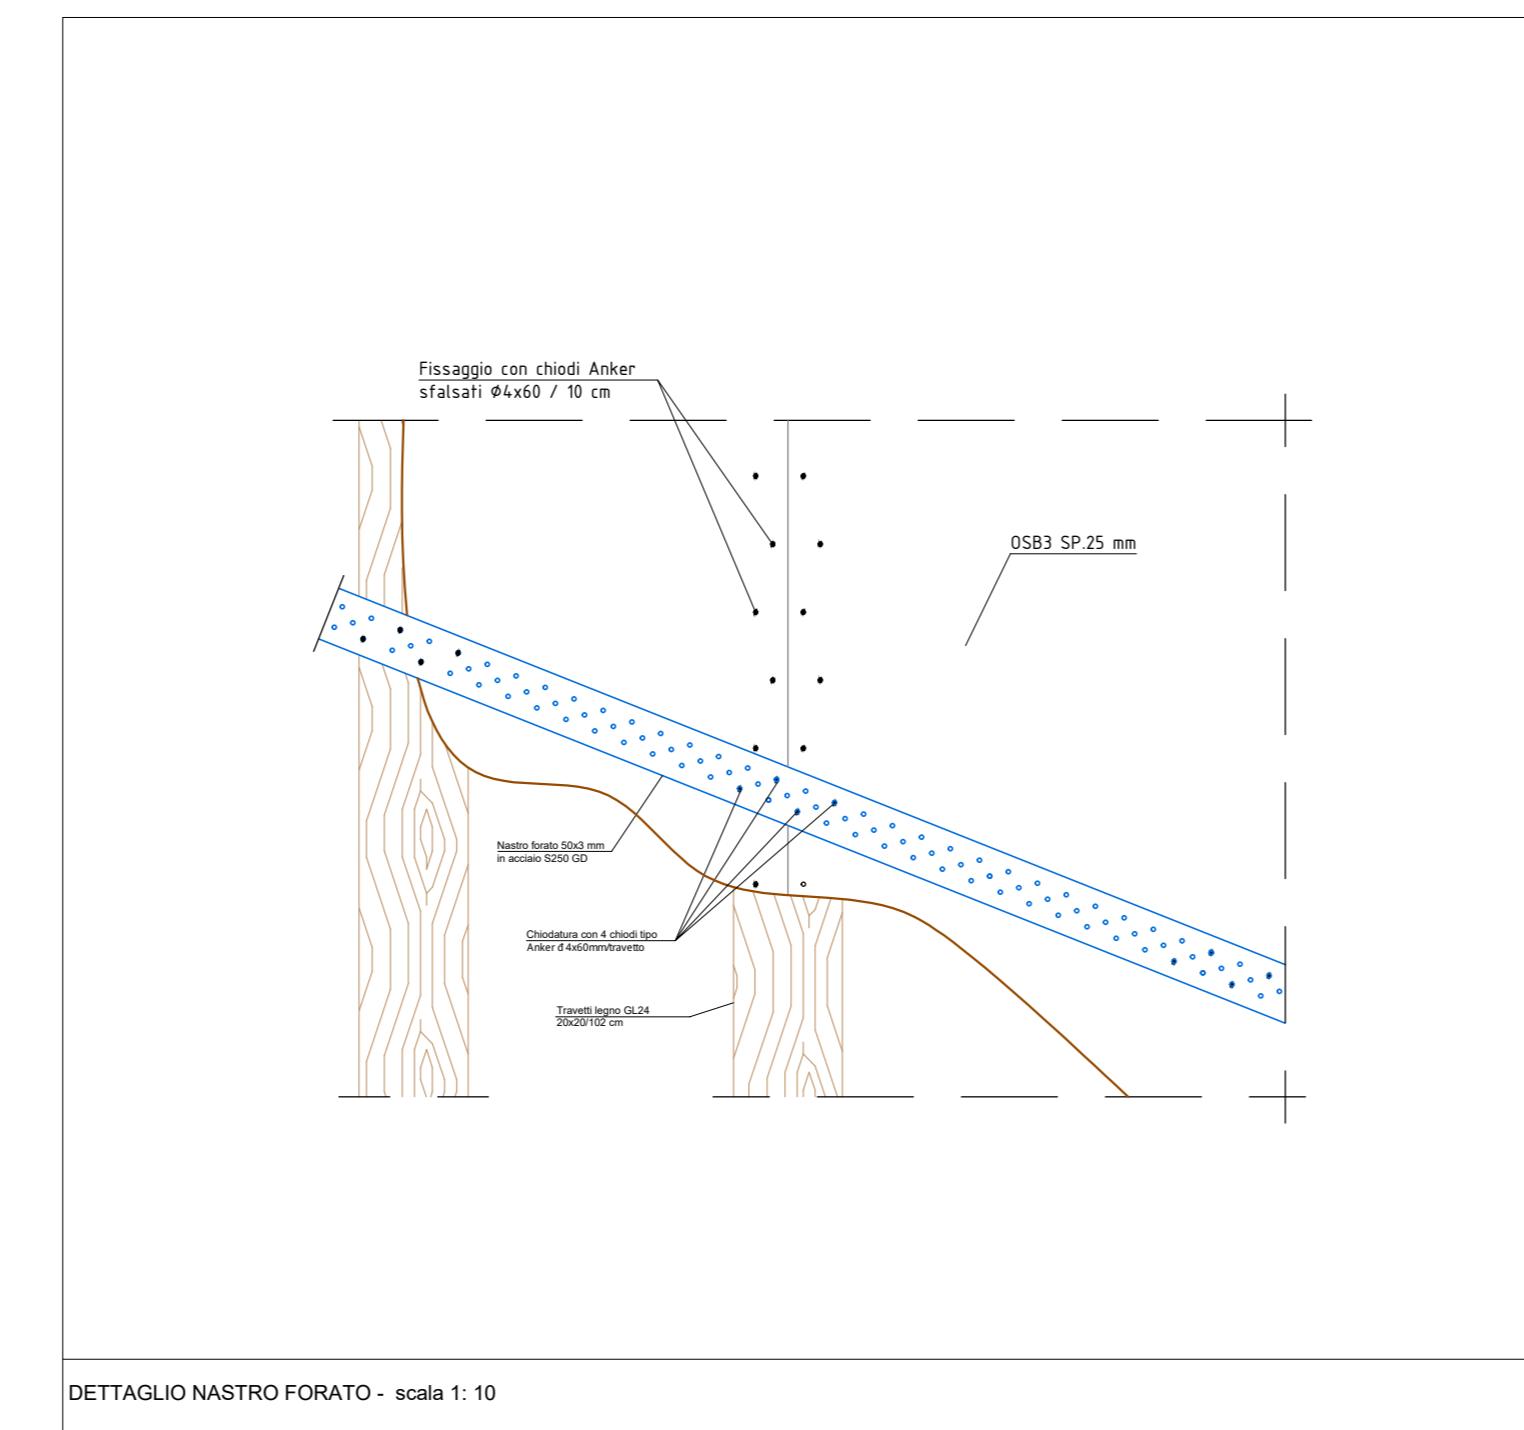 Fissaggio con chiodi Anker
sfalsati Ø4x60 / 10 cm
OSB3 SP.25 mm
Nastro forato 50x3 mm
in acciaio S250 GD
Chiodatura con 4 chiodi tipo
Anker đ 4x60mm/travetto
Travetti legno GL24
20x20/102 cm
DETTAGLIO NASTRO FORATO - scala 1: 10